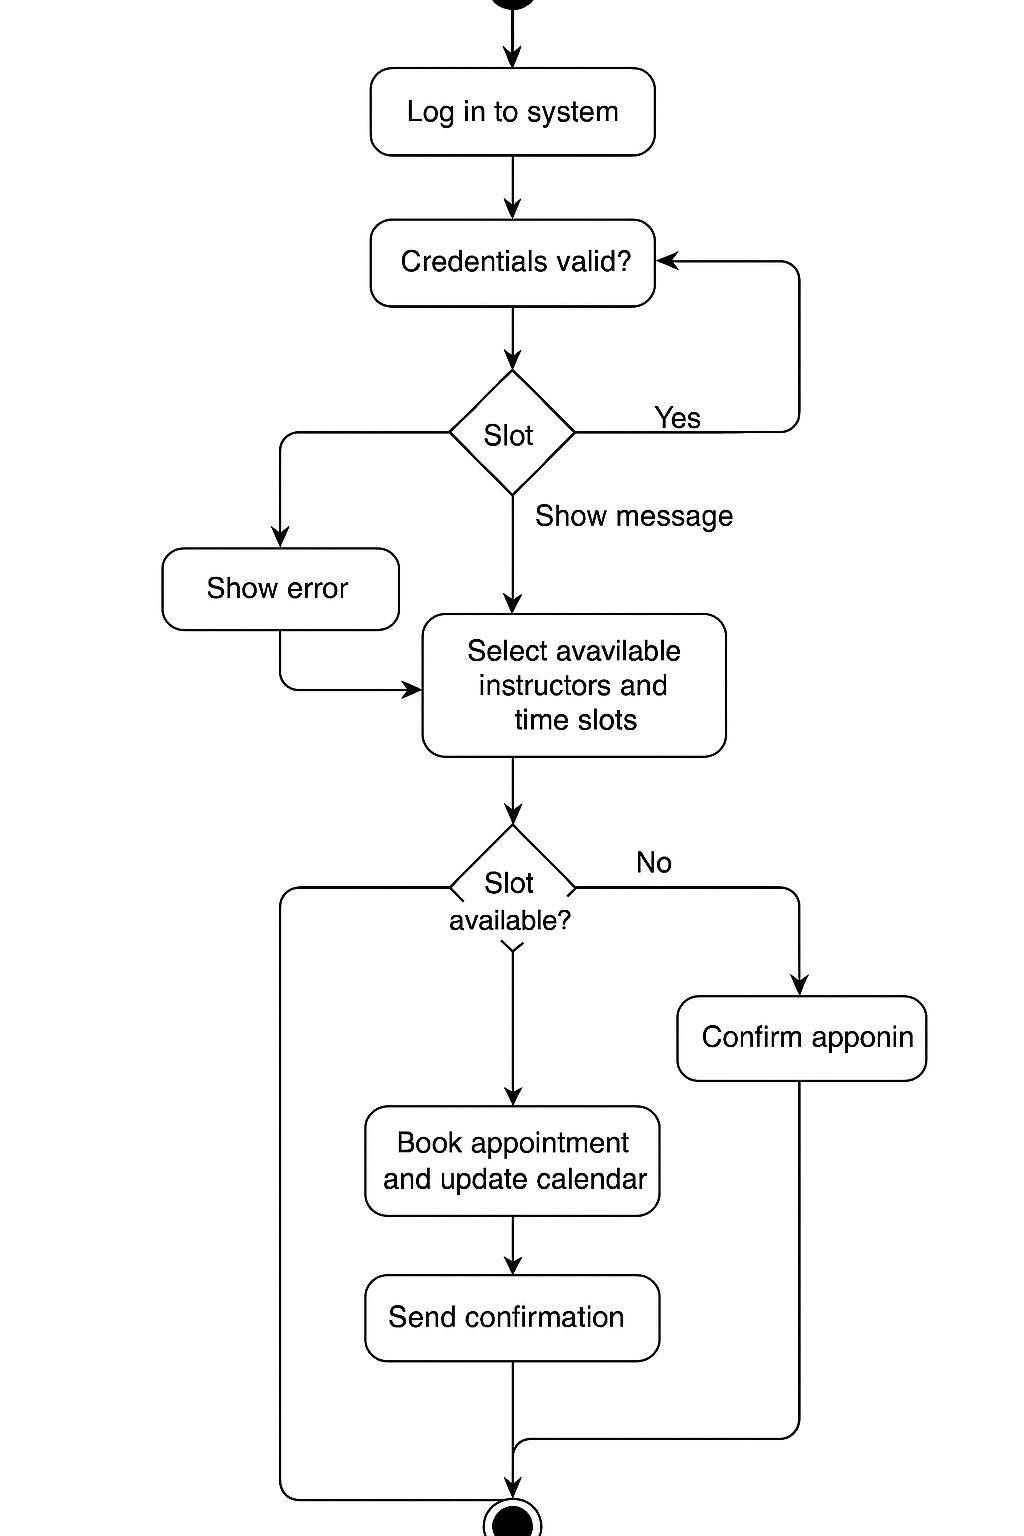 Log in to system
Credentials valid?
Slot
Yes
Show message
Show error
Select avavilable
instructors and
time slots
Slot
available?
No
Confirm apponin
Book appointment
and update calendar
Send confirmation